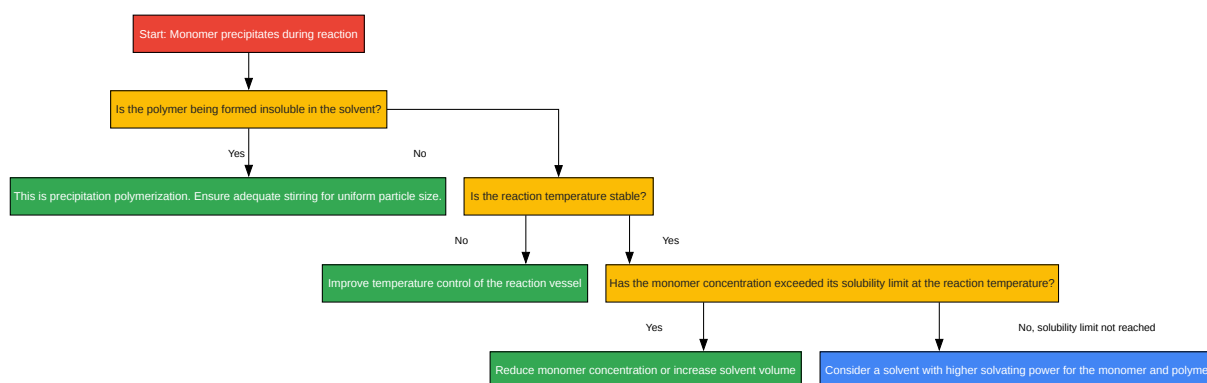 Start: Monomer precipitates during reaction
Is the polymer being formed insoluble in the solvent?
Yes
No
This is precipitation polymerization. Ensure adequate stirring for uniform particle size.
Is the reaction temperature stable?
No
Yes
Improve temperature control of the reaction vessel
Has the monomer concentration exceeded its solubility limit at the reaction temperature?
Yes
No, solubility limit not reached
Reduce monomer concentration or increase solvent volume
Consider a solvent with higher solvating power for the monomer and polyme